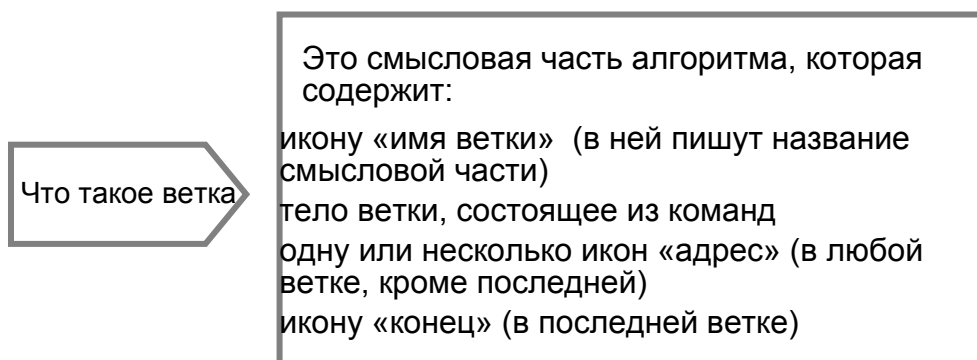 Что такое ветка
Это смысловая часть алгоритма, которая
содержит:
икону «имя ветки» (в ней пишут название
смысловой части)
тело ветки, состоящее из команд
одну или несколько икон «адрес» (в любой
ветке, кроме последней)
икону «конец» (в последней ветке)